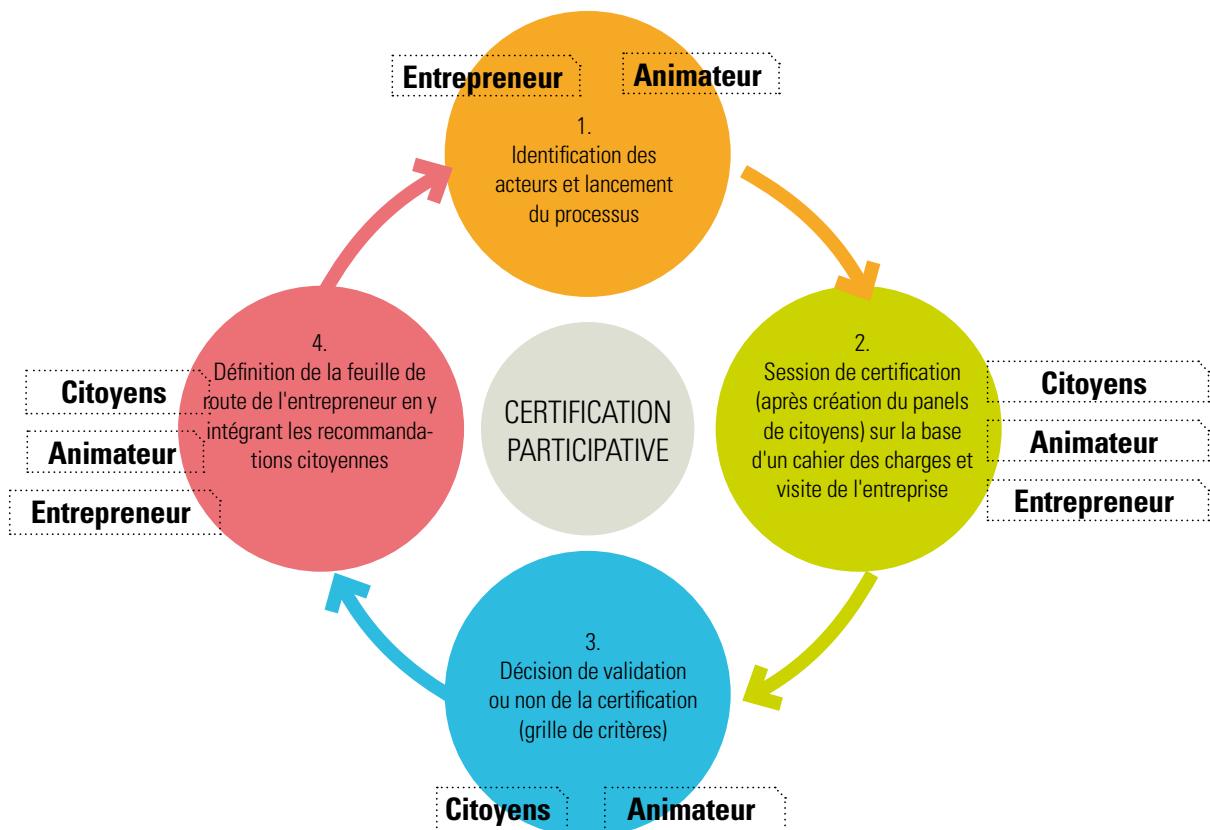 Entrepreneur
Animateur
1.
Identification des
acteurs et lancement
du processus
2.
Session de certification
(après création du panels
de citoyens) sur la base
d'un cahier des charges et
visite de l'entreprise
Citoyens
Animateur
Entrepreneur
3.
Décision de validation
ou non de la certification
(grille de critères)
Citoyens
Animateur
4.
Définition de la feuille de
route de l'entrepreneur en y
intégrant les recommanda-
tions citoyennes
Citoyens
Animateur
Entrepreneur
CERTIFICATION
PARTICIPATIVE